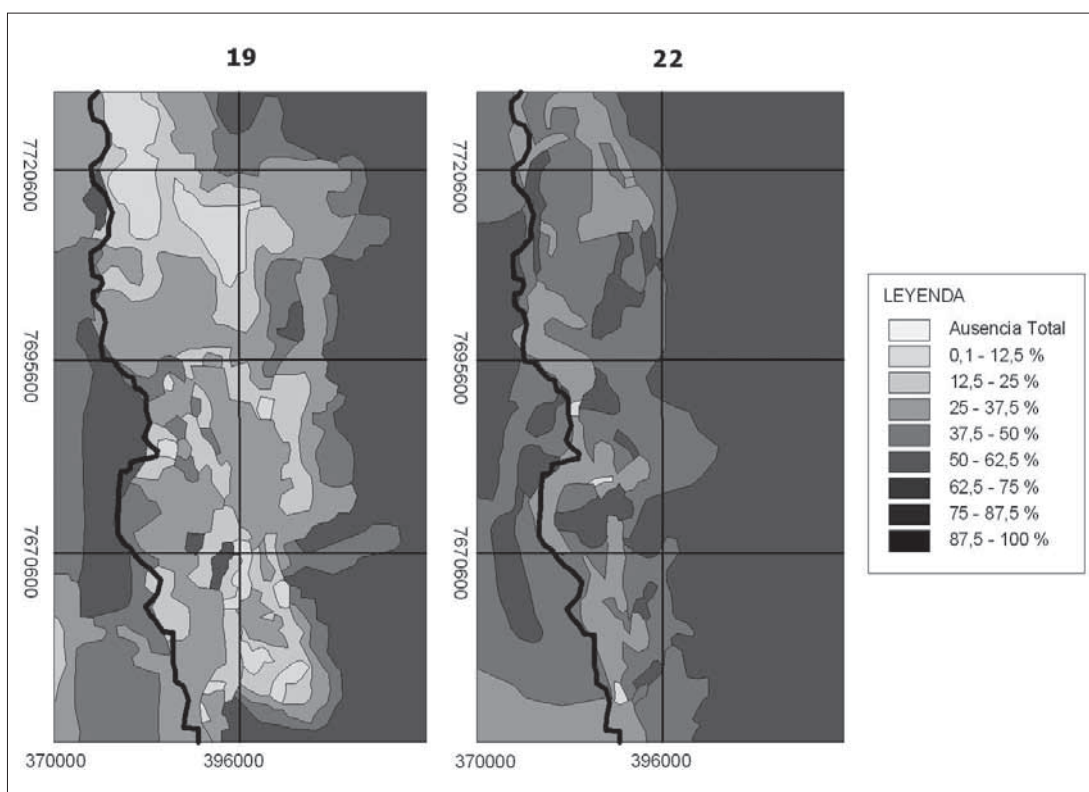 19
22
7720600
7695600
7670600
370000
396000
7720600
7695600
7670600
370000
396000
LEYENDA
Ausencia Total
0,1 - 12,5 %
12,5 - 25 %
25 - 37,5 %
37,5 - 50 %
50 - 62,5 %
62,5 - 75 %
75 - 87,5 %
87,5 - 100 %